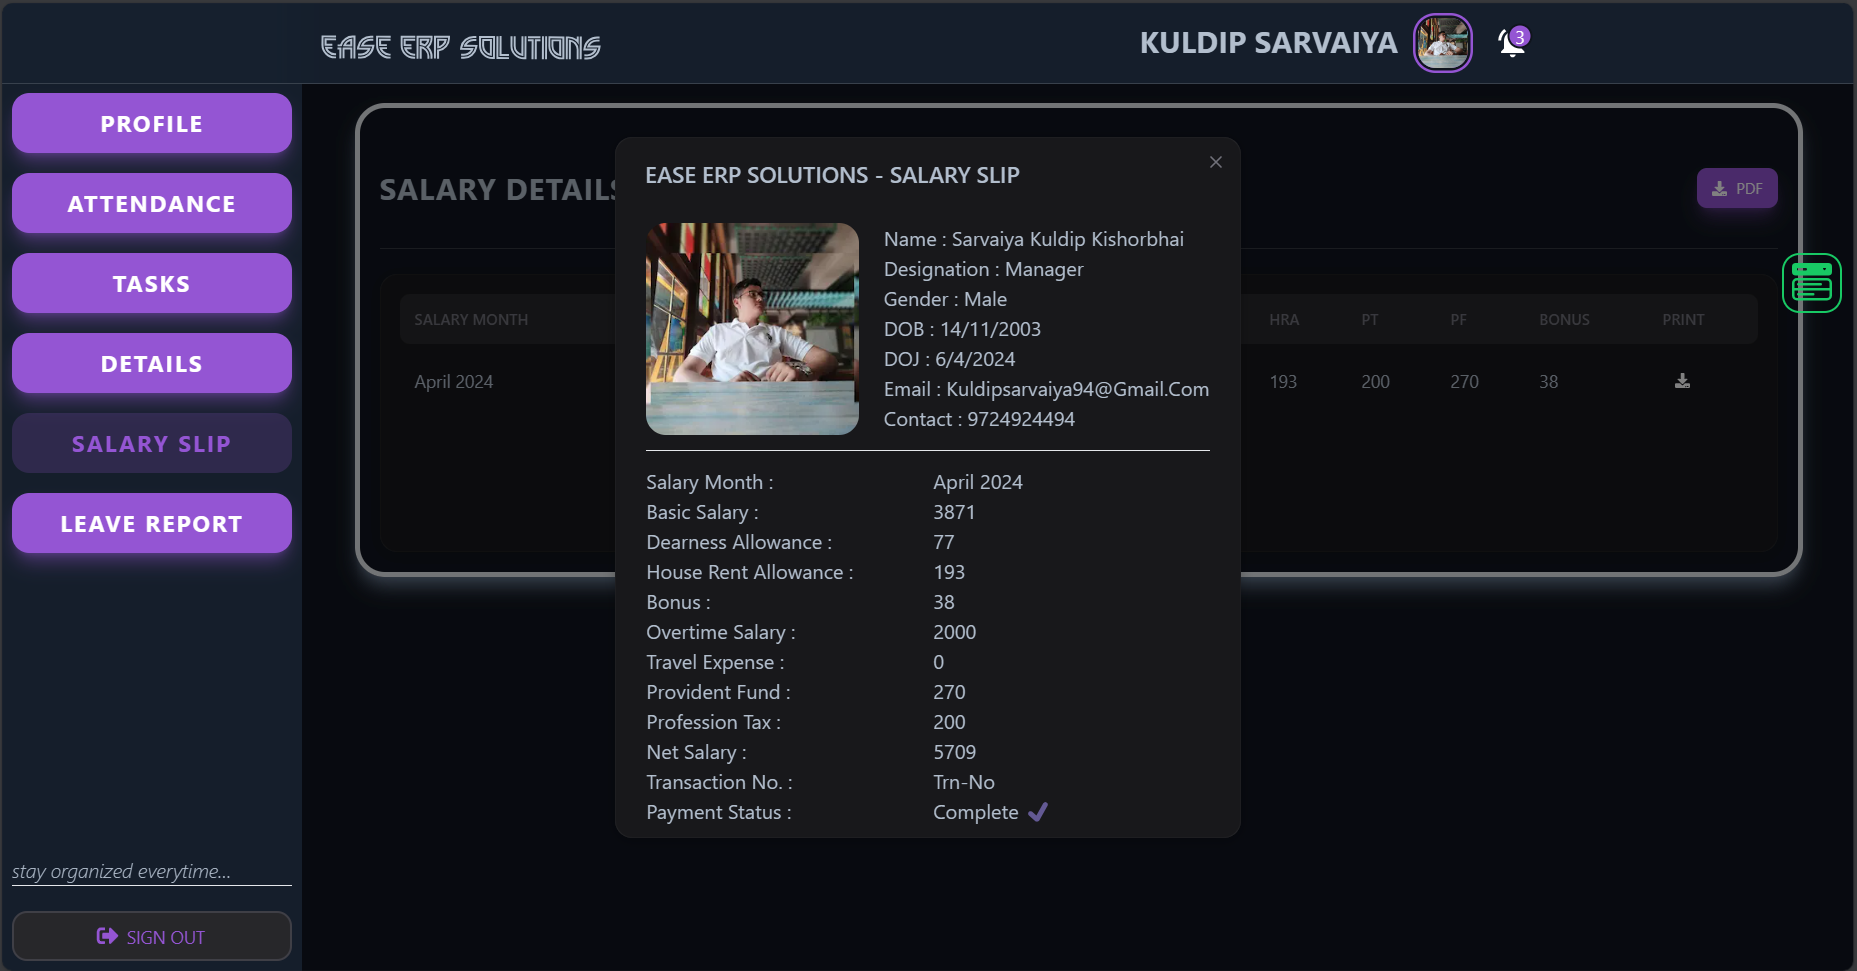 EASE ERP SOLUTIONS
KULDIP SARVAIYA
3
PROFILE
ATTENDANCE
TASKS
DETAILS
SALARY SLIP
LEAVE REPORT
stay organized everytime...
SIGN OUT
SALARY DETAILS
PDF
SALARY MONTH
HRA
PT
PF
BONUS
PRINT
April 2024
193
200
270
38
EASE ERP SOLUTIONS - SALARY SLIP
Name : Sarvaiya Kuldip Kishorbhai
Designation : Manager
Gender : Male
DOB : 14/11/2003
DOJ : 6/4/2024
Email : Kuldipsarvaiya94@Gmail.Com
Contact : 9724924494
Salary Month : April 2024
Basic Salary : 3871
Dearness Allowance : 77
House Rent Allowance : 193
Bonus : 38
Overtime Salary : 2000
Travel Expense : 0
Provident Fund : 270
Profession Tax : 200
Net Salary : 5709
Transaction No. : Trn-No
Payment Status : Complete